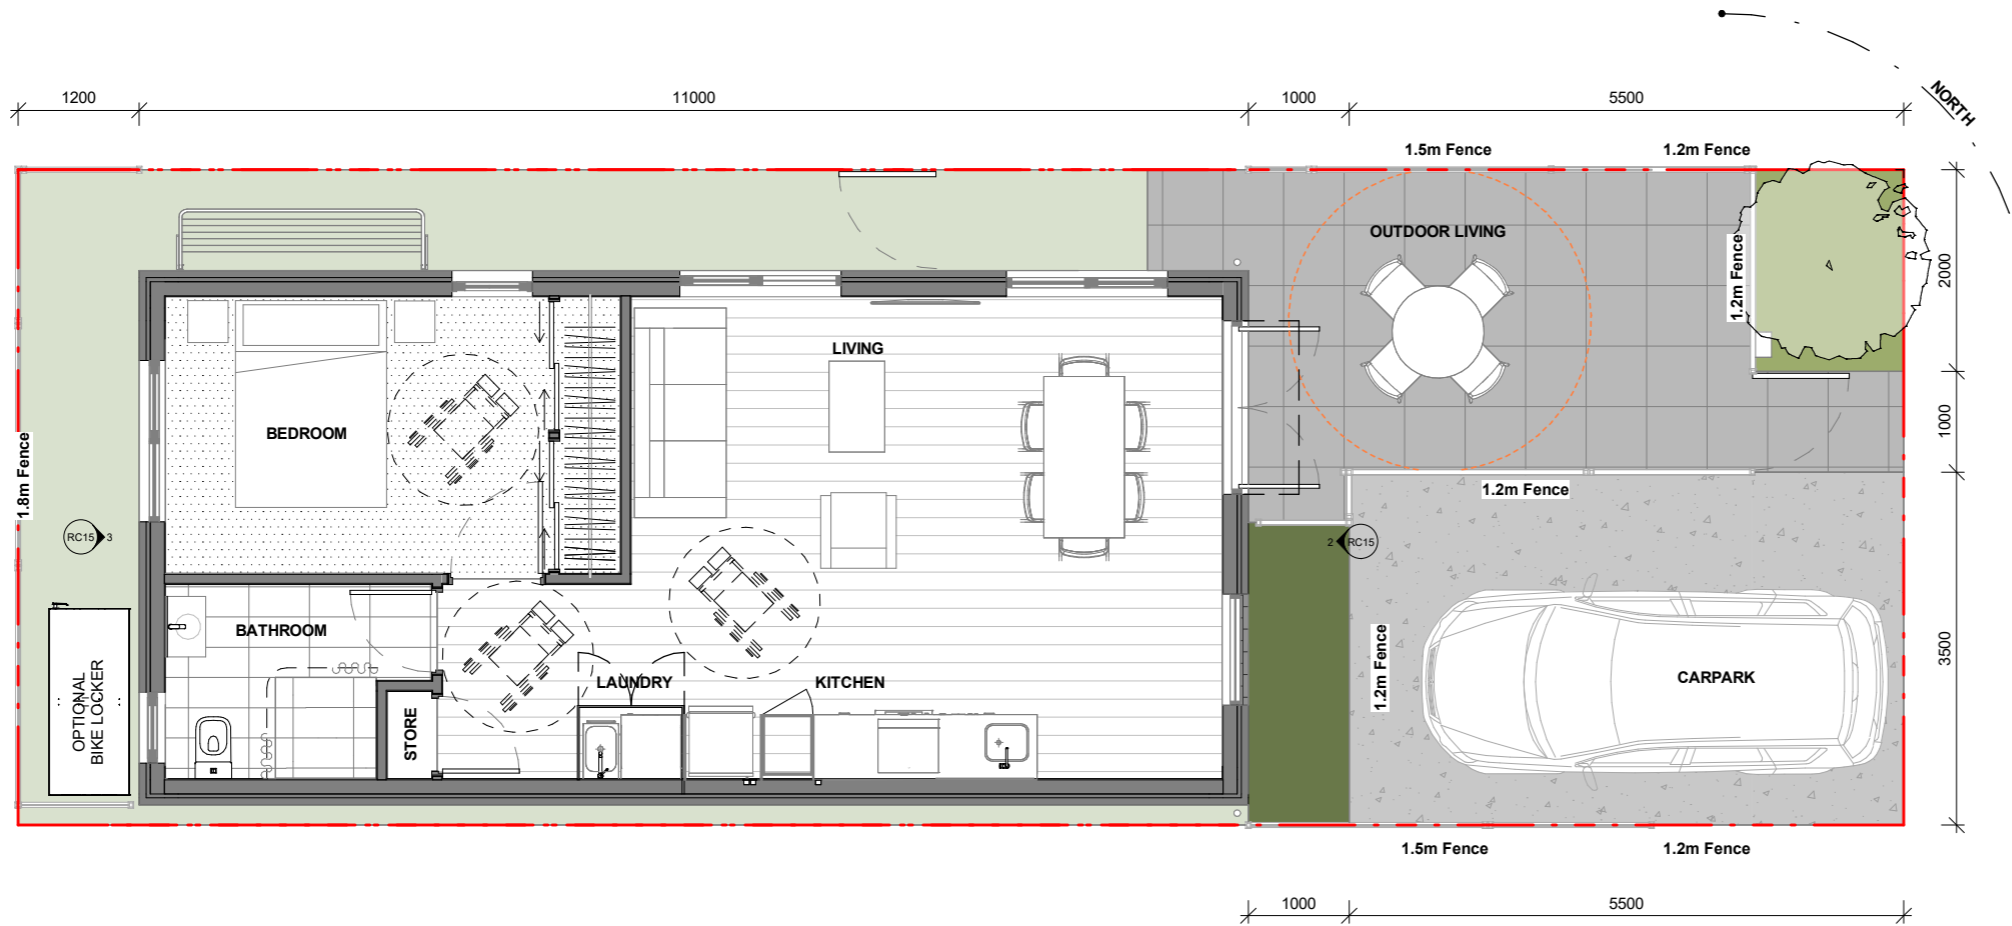 NORTH
1200
11000
1000
5500
1.5m Fence
1.2m Fence
OUTDOOR LIVING
1.2m Fence
2000
LIVING
BEDROOM
1000
1.8m Fence
1.2m Fence
RC15
3
2
RC15
BATHROOM
OPTIONAL
BIKE LOCKER
LAUNDRY
KITCHEN
STORE
1.2m Fence
CARPARK
3500
1.5m Fence
1.2m Fence
1000
5500